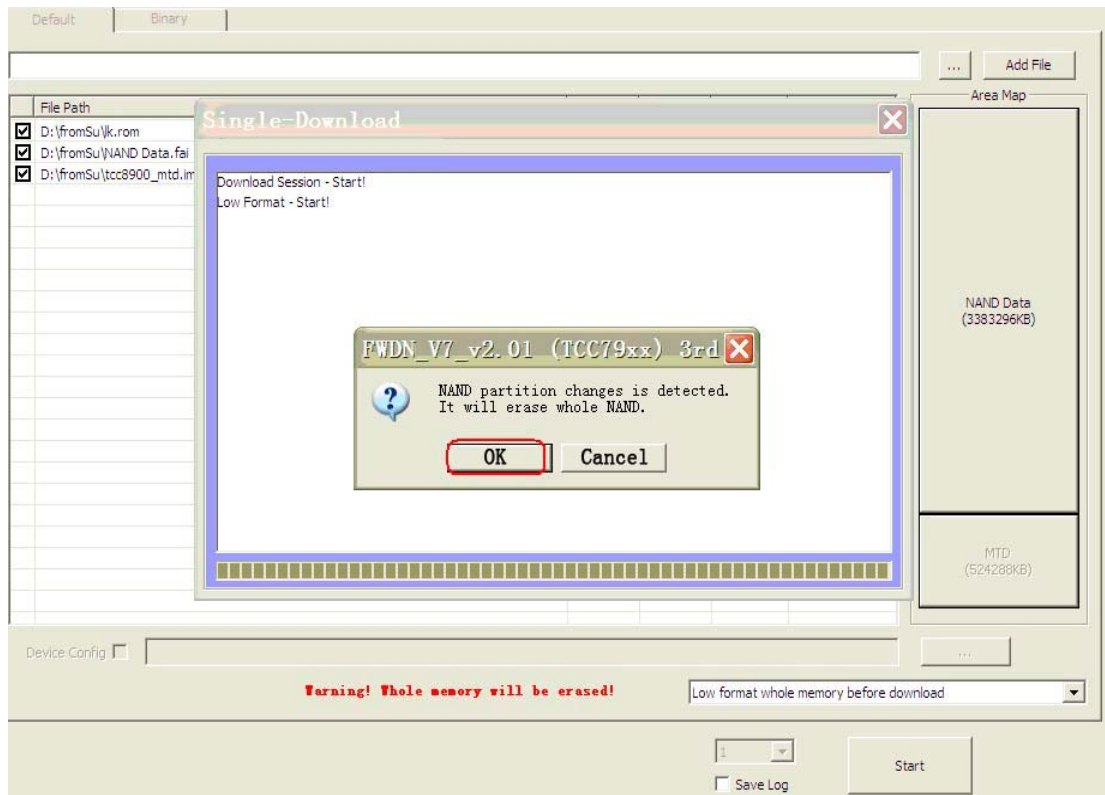 Default
Binary
...
Add File
File Path
Area Map
D:\fromSu\lk.rom
D:\fromSu\NAND Data.fai
D:\fromSu\tcc8900_mtd.im
Single-Download
Download Session - Start!
Low Format - Start!
NAND Data
(3383296KB)
FWDN_V7_v2.01 (TCC79xx) 3rd
NAND partition changes is detected.
It will erase whole NAND.
OK
Cancel
MTD
(524288KB)
Device Config
...
Warning! Whole memory will be erased!
Low format whole memory before download
1
Start
Save Log